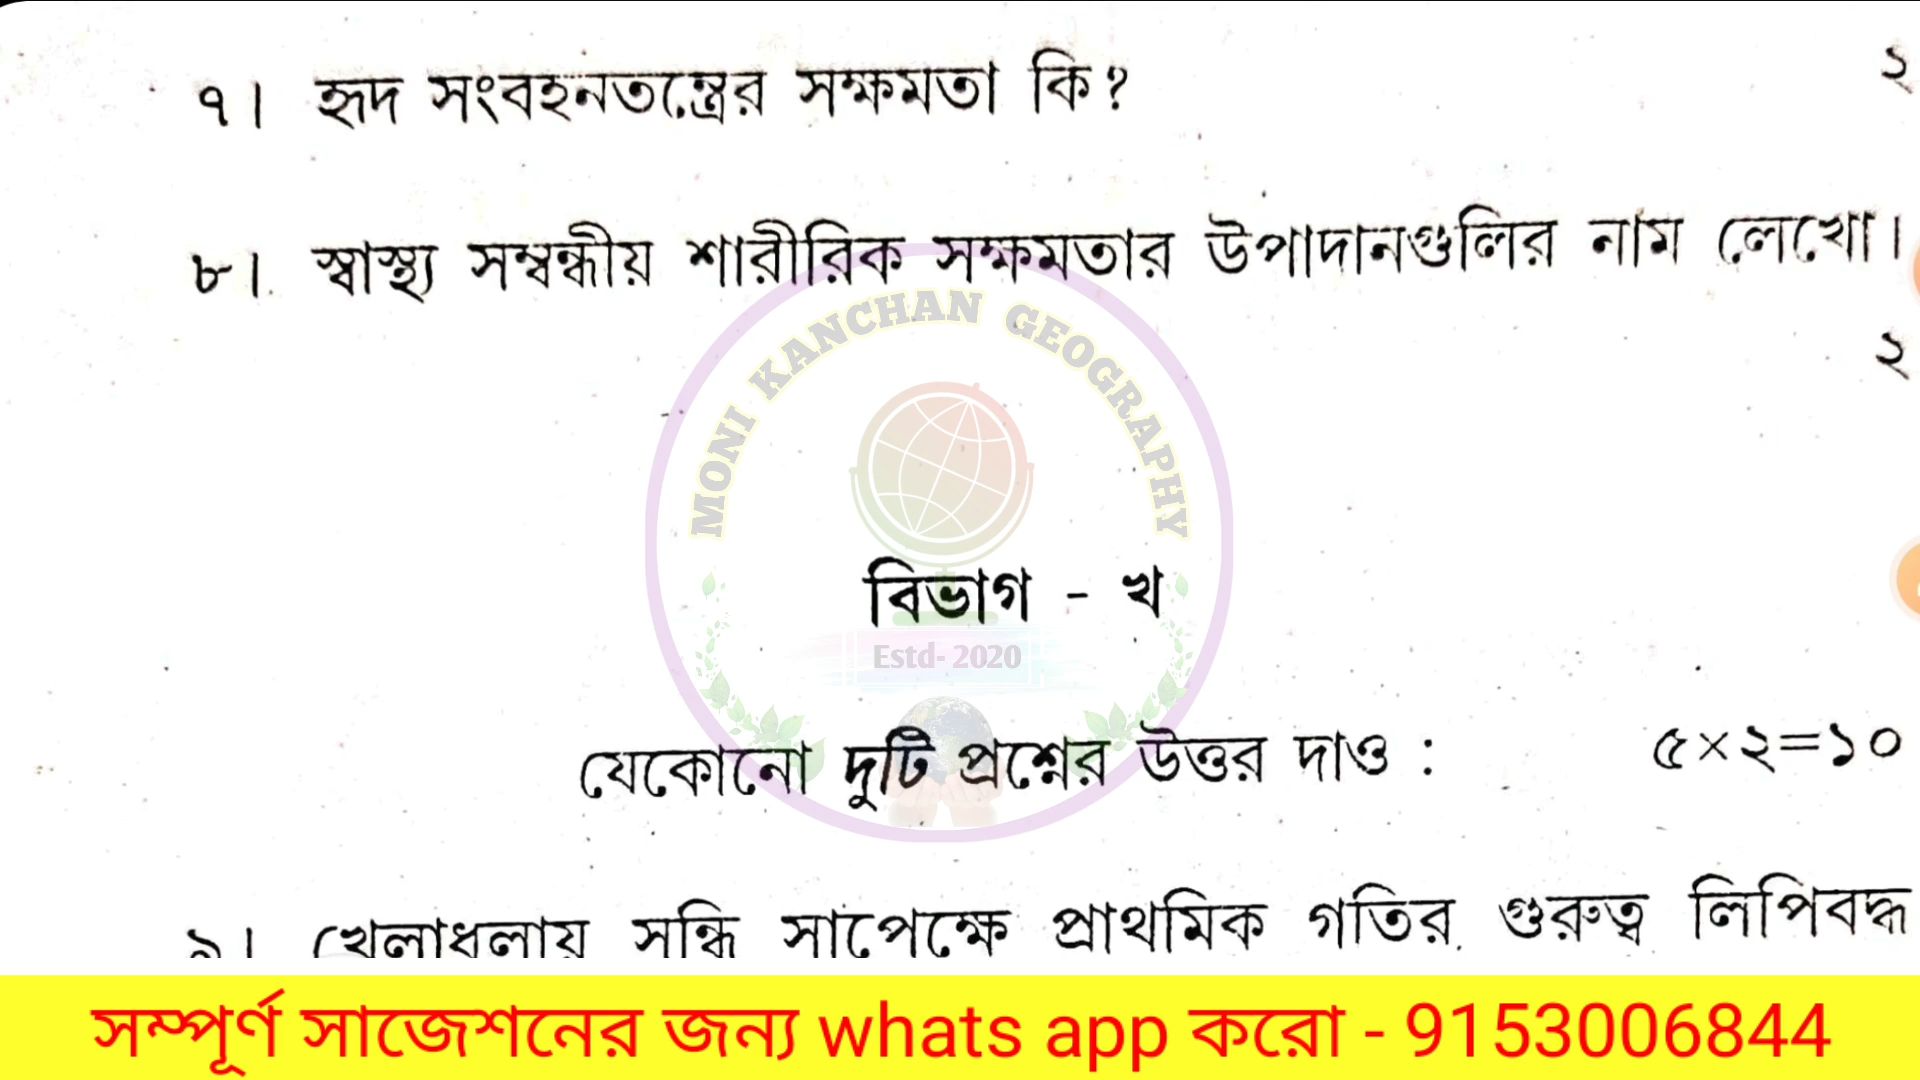 ৭। হৃদ সংবহনতন্ত্রের সক্ষমতা কি? ২
৮। স্বাস্থ্য সম্বন্ধীয় শারীরিক সক্ষমতার উপাদানগুলির নাম লেখো।
২
MONI KANCHAN GEOGRAPHY
বিভাগ - খ
Estd- 2020
যেকোনো দুটি প্রশ্নের উত্তর দাও : ৫×২=১০
৯। খেলাধূলায় সন্ধি সাপেক্ষে প্রাথমিক গতির গুরুত্ব লিপিবদ্ধ
সম্পূর্ণ সাজেশনের জন্য whats app করো - 9153006844